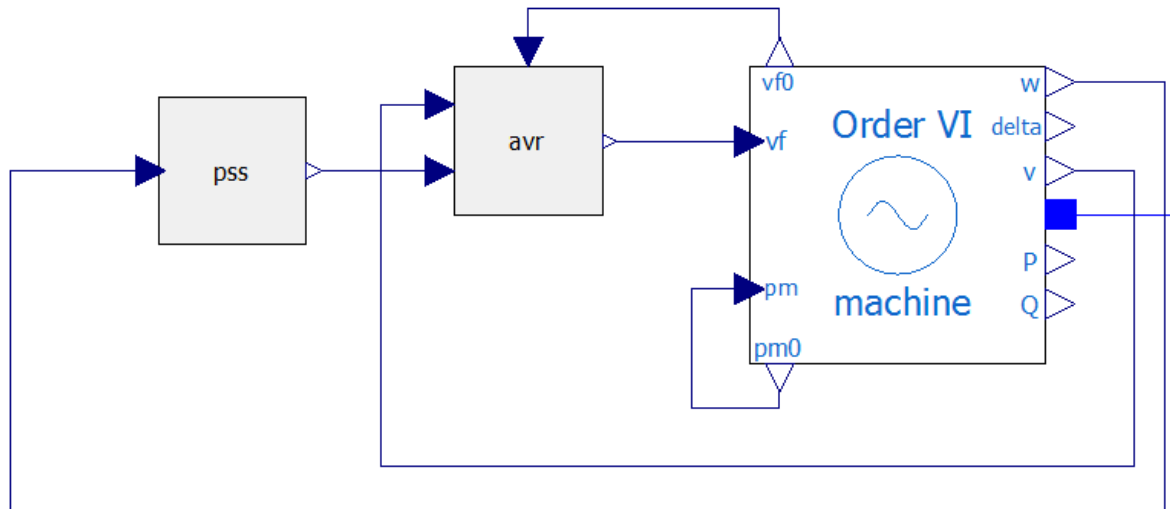 vf0
w
Order VI
delta
vf
avr
v
pss
P
pm
Q
machine
pm0